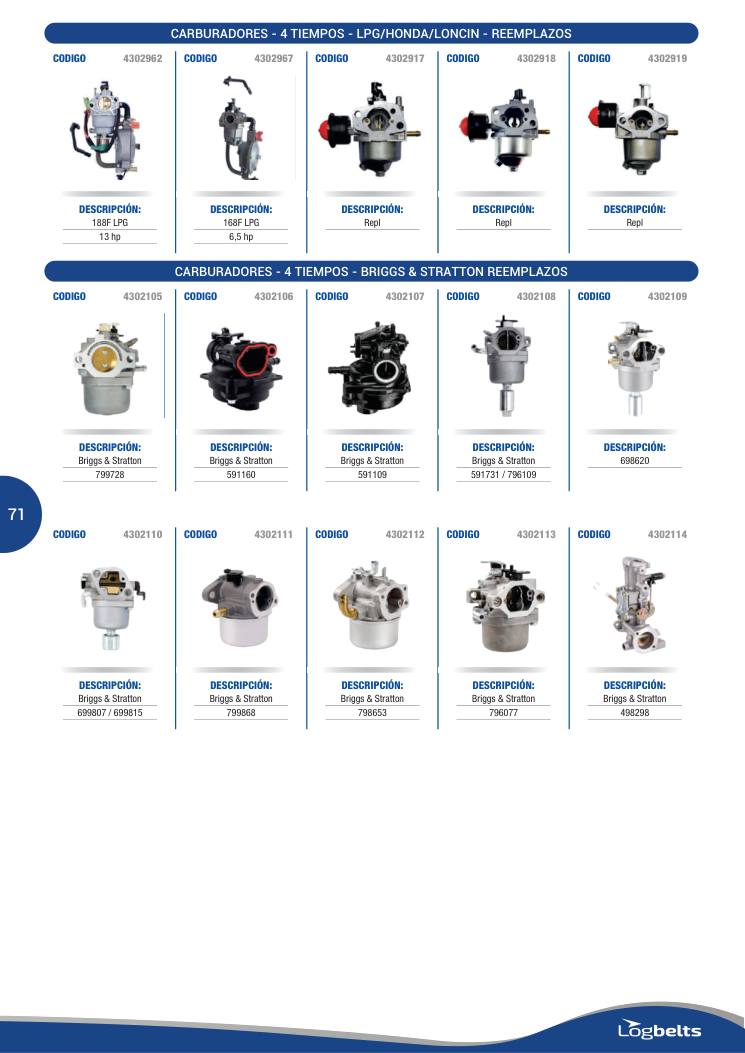 CARBURADORES - 4 TIEMPOS - LPG/HONDA/LONCIN - REEMPLAZOS
CODIGO 4302962
DESCRIPCIÓN:
188F LPG
13 hp
CODIGO 4302967
DESCRIPCIÓN:
168F LPG
6,5 hp
CODIGO 4302917
DESCRIPCIÓN:
Repl
CODIGO 4302918
DESCRIPCIÓN:
Repl
CODIGO 4302919
DESCRIPCIÓN:
Repl
CARBURADORES - 4 TIEMPOS - BRIGGS & STRATTON REEMPLAZOS
CODIGO 4302105
DESCRIPCIÓN:
Briggs & Stratton
799728
CODIGO 4302106
DESCRIPCIÓN:
Briggs & Stratton
591160
CODIGO 4302107
DESCRIPCIÓN:
Briggs & Stratton
591109
CODIGO 4302108
DESCRIPCIÓN:
Briggs & Stratton
591731 / 796109
CODIGO 4302109
DESCRIPCIÓN:
698620
71
CODIGO 4302110
DESCRIPCIÓN:
Briggs & Stratton
699807 / 699815
CODIGO 4302111
DESCRIPCIÓN:
Briggs & Stratton
799868
CODIGO 4302112
DESCRIPCIÓN:
Briggs & Stratton
798653
CODIGO 4302113
DESCRIPCIÓN:
Briggs & Stratton
796077
CODIGO 4302114
DESCRIPCIÓN:
Briggs & Stratton
498298
Logbelts